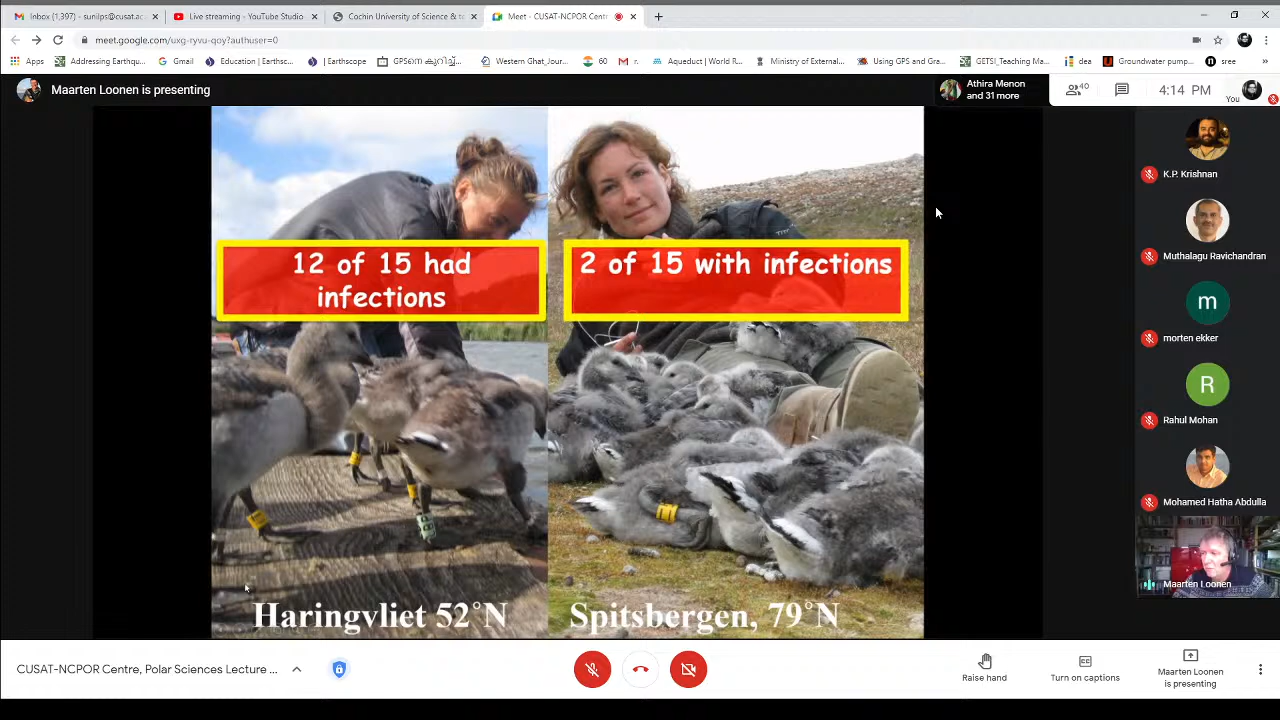 Inbox (1,397) - sunilps@cusat.ac
Live streaming - YouTube Studio
Cochin University of Science & te
Meet - CUSAT-NCPOR Centr
meet.google.com/uxg-ryvu-qoy?authuser=0
Apps
Addressing Earthqu...
Gmail
Education | Earths...
| Earthscope
Western Ghat_Jour...
60
r.
Aqueduct | World R...
Ministry of External...
Using GPS and Gra...
GETSI_Teaching Ma...
idea
Groundwater pump...
sree
Maarten Loonen is presenting
Athira Menon
and 31 more
40
4:14 PM
You
12 of 15 had
infections
2 of 15 with infections
Haringvliet 52°N
Spitsbergen, 79°N
K.P. Krishnan
Muthalagu Ravichandran
m
morten ekker
R
Rahul Mohan
Mohamed Hatha Abdulla
Maarten Loonen
CUSAT-NCPOR Centre, Polar Sciences Lecture ...
Raise hand
Turn on captions
Maarten Loonen
is presenting